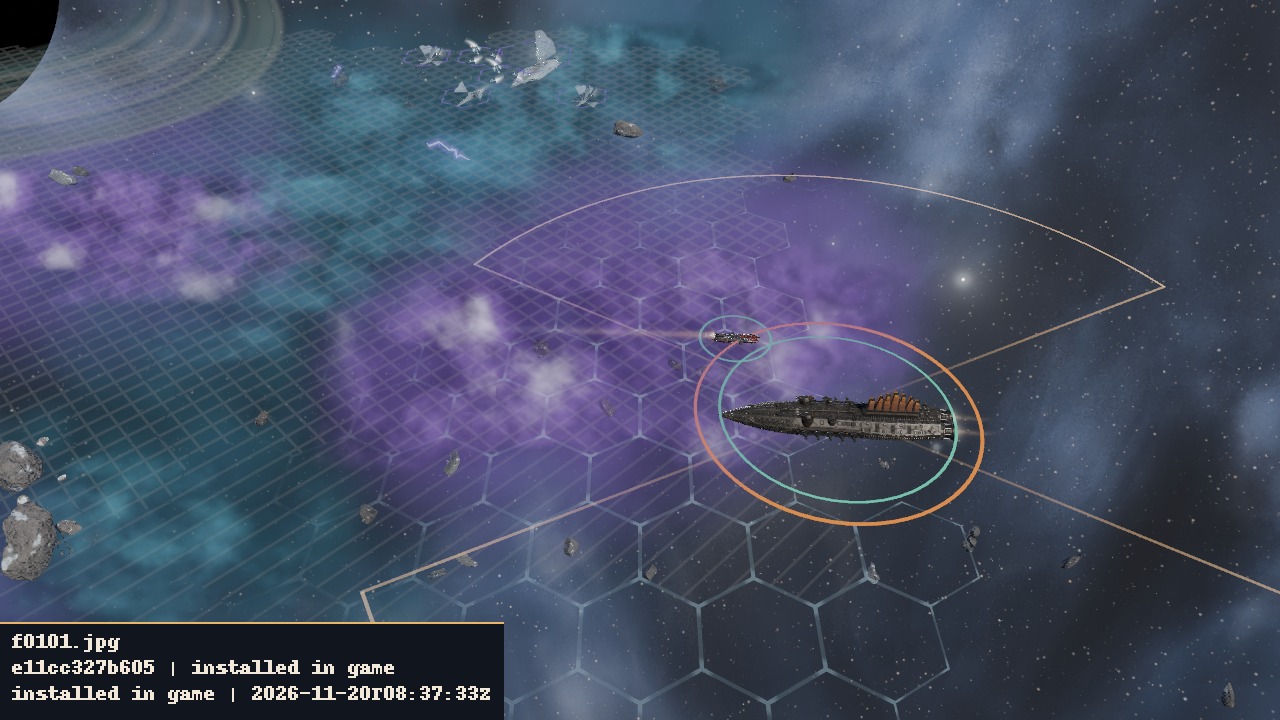 f0101.jpg
e11cc327b605 | installed in game
installed in game | 2026-11-20T08:37:33Z